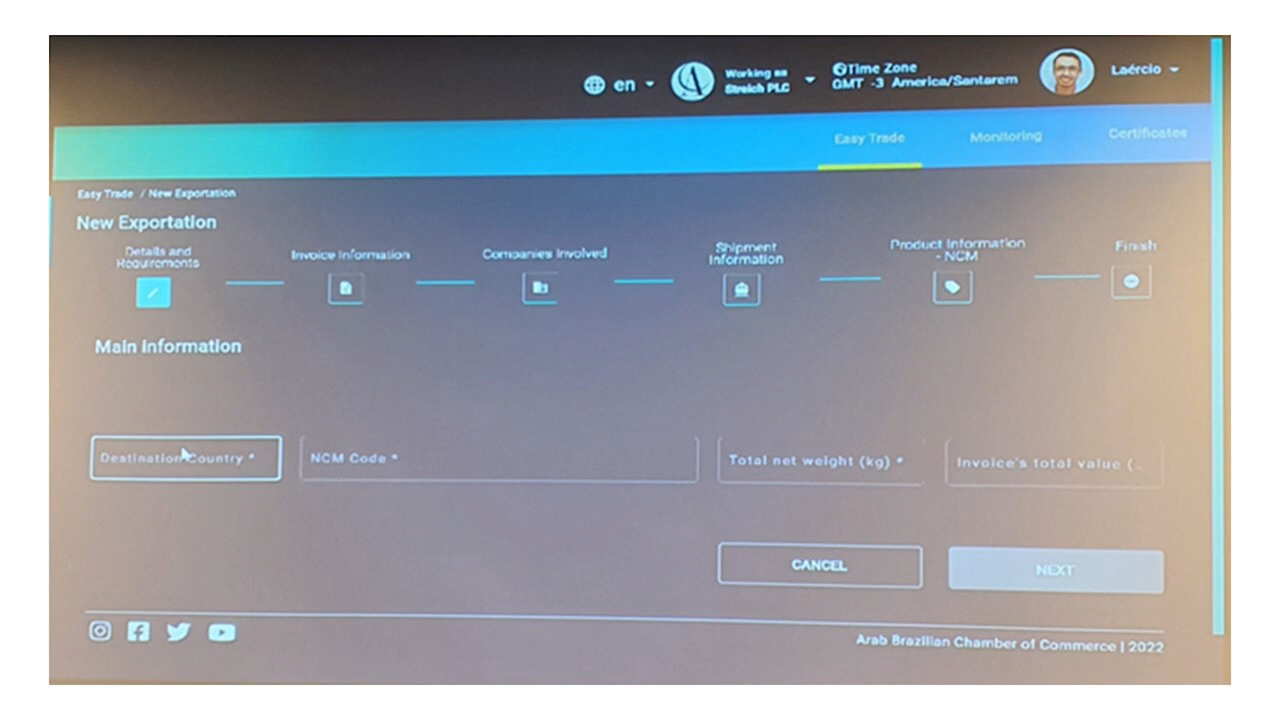 en
Working as
Streich PLC
Time Zone
GMT -3 America/Santarem
Laércio
Easy Trade
Monitoring
Certificates
Easy Trade / New Exportation
New Exportation
Details and
Requirements
Invoice Information
Companies Involved
Shipment
Information
Product Information
- NCM
Finish
Main information
Destination Country *
NCM Code *
Total net weight (kg) *
Invoice's total value (...
CANCEL
NEXT
Arab Brazilian Chamber of Commerce | 2022